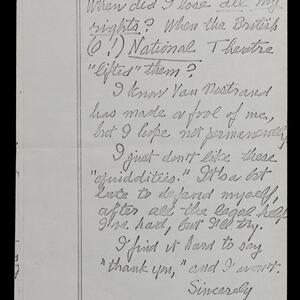 When did I lose all my
rights? When the British
(O!) National Theatre
"lifted" them?
I know Van Nostrand
has made a fool of me,
but I hope not permanently.
I just don't like these
"quiddities." It's a bit
late to defend myself,
after all the legal help
I've had, but I'll try.
I find it hard to say
"thank you," and I won't.
Sincerely